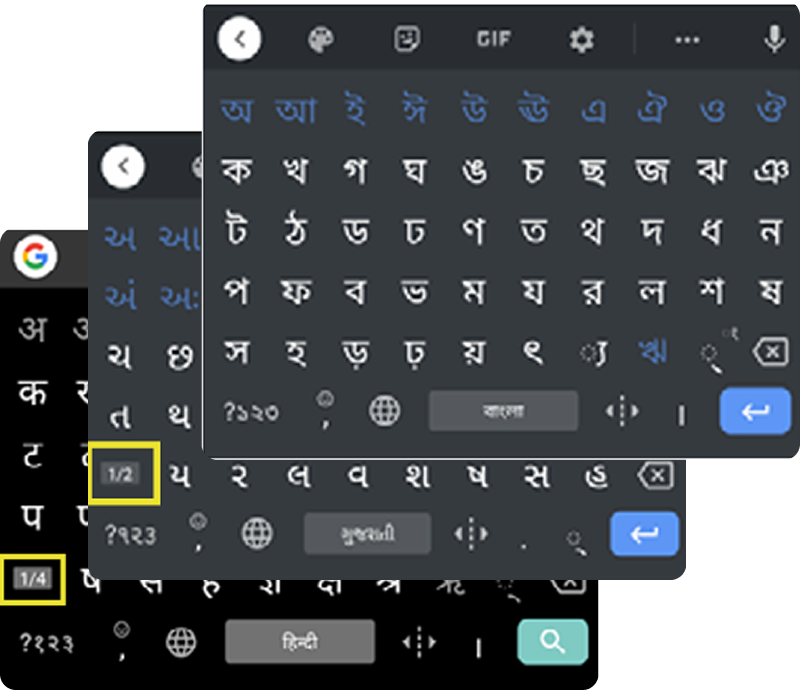 GIF
অ আ ই ঈ উ ঊ এ ঐ ও ঔ
ক খ গ ঘ ঙ চ ছ জ ঝ ঞ
ট ঠ ড ঢ ণ ত থ দ ধ ন
প ফ ব ভ ম য র ল শ ষ
স হ ড় ঢ় য় ৎ ্য ঋ ্ ং
?১২৩ , বাংলা ।
અ આ
અં અઃ
ચ છ
ત થ
1/2 ય ર લ વ શ ષ સ હ
?૧૨૩ , ગુજરાતી . ્
G
अ
क
ट
प
1/4 ष स ह श क्ष श्र ऋ
?१२३ , हिन्दी ।